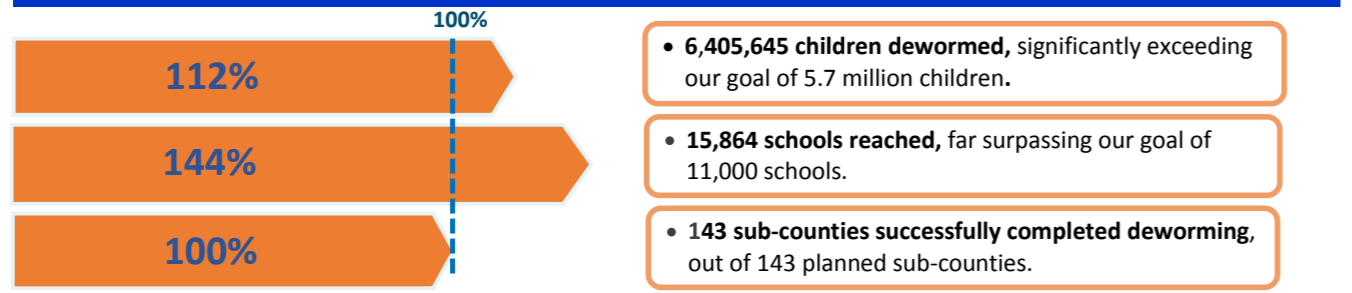 100%
112%
• 6,405,645 children dewormed, significantly exceeding
our goal of 5.7 million children.
144%
• 15,864 schools reached, far surpassing our goal of
11,000 schools.
100%
• 143 sub-counties successfully completed deworming,
out of 143 planned sub-counties.